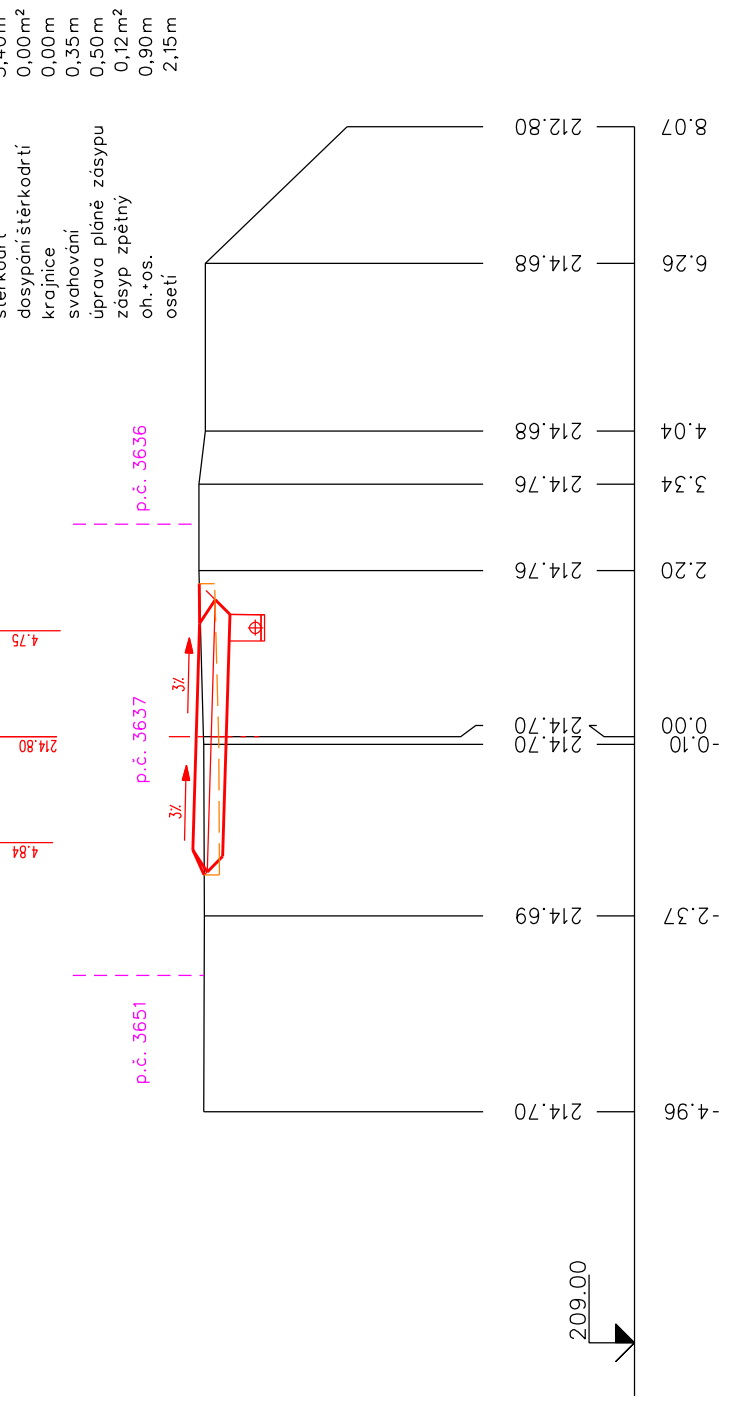 dosypání štěrkodrtí 0,00m²
krajnice 0,00m
svahování 0,35m
úprava pláně zásypu 0,50m
zásyp zpětný 0,12m²
oh.+os. 0,90m
osetí 2,15m
4.84
214.80
4.75
p.č. 3651
p.č. 3637
p.č. 3636
3%
3%
214.70
214.69
214.70
214.70
214.76
214.76
214.68
214.68
212.80
-4.96
-2.37
-0.10
0.00
2.20
3.34
4.04
6.26
8.07
209.00